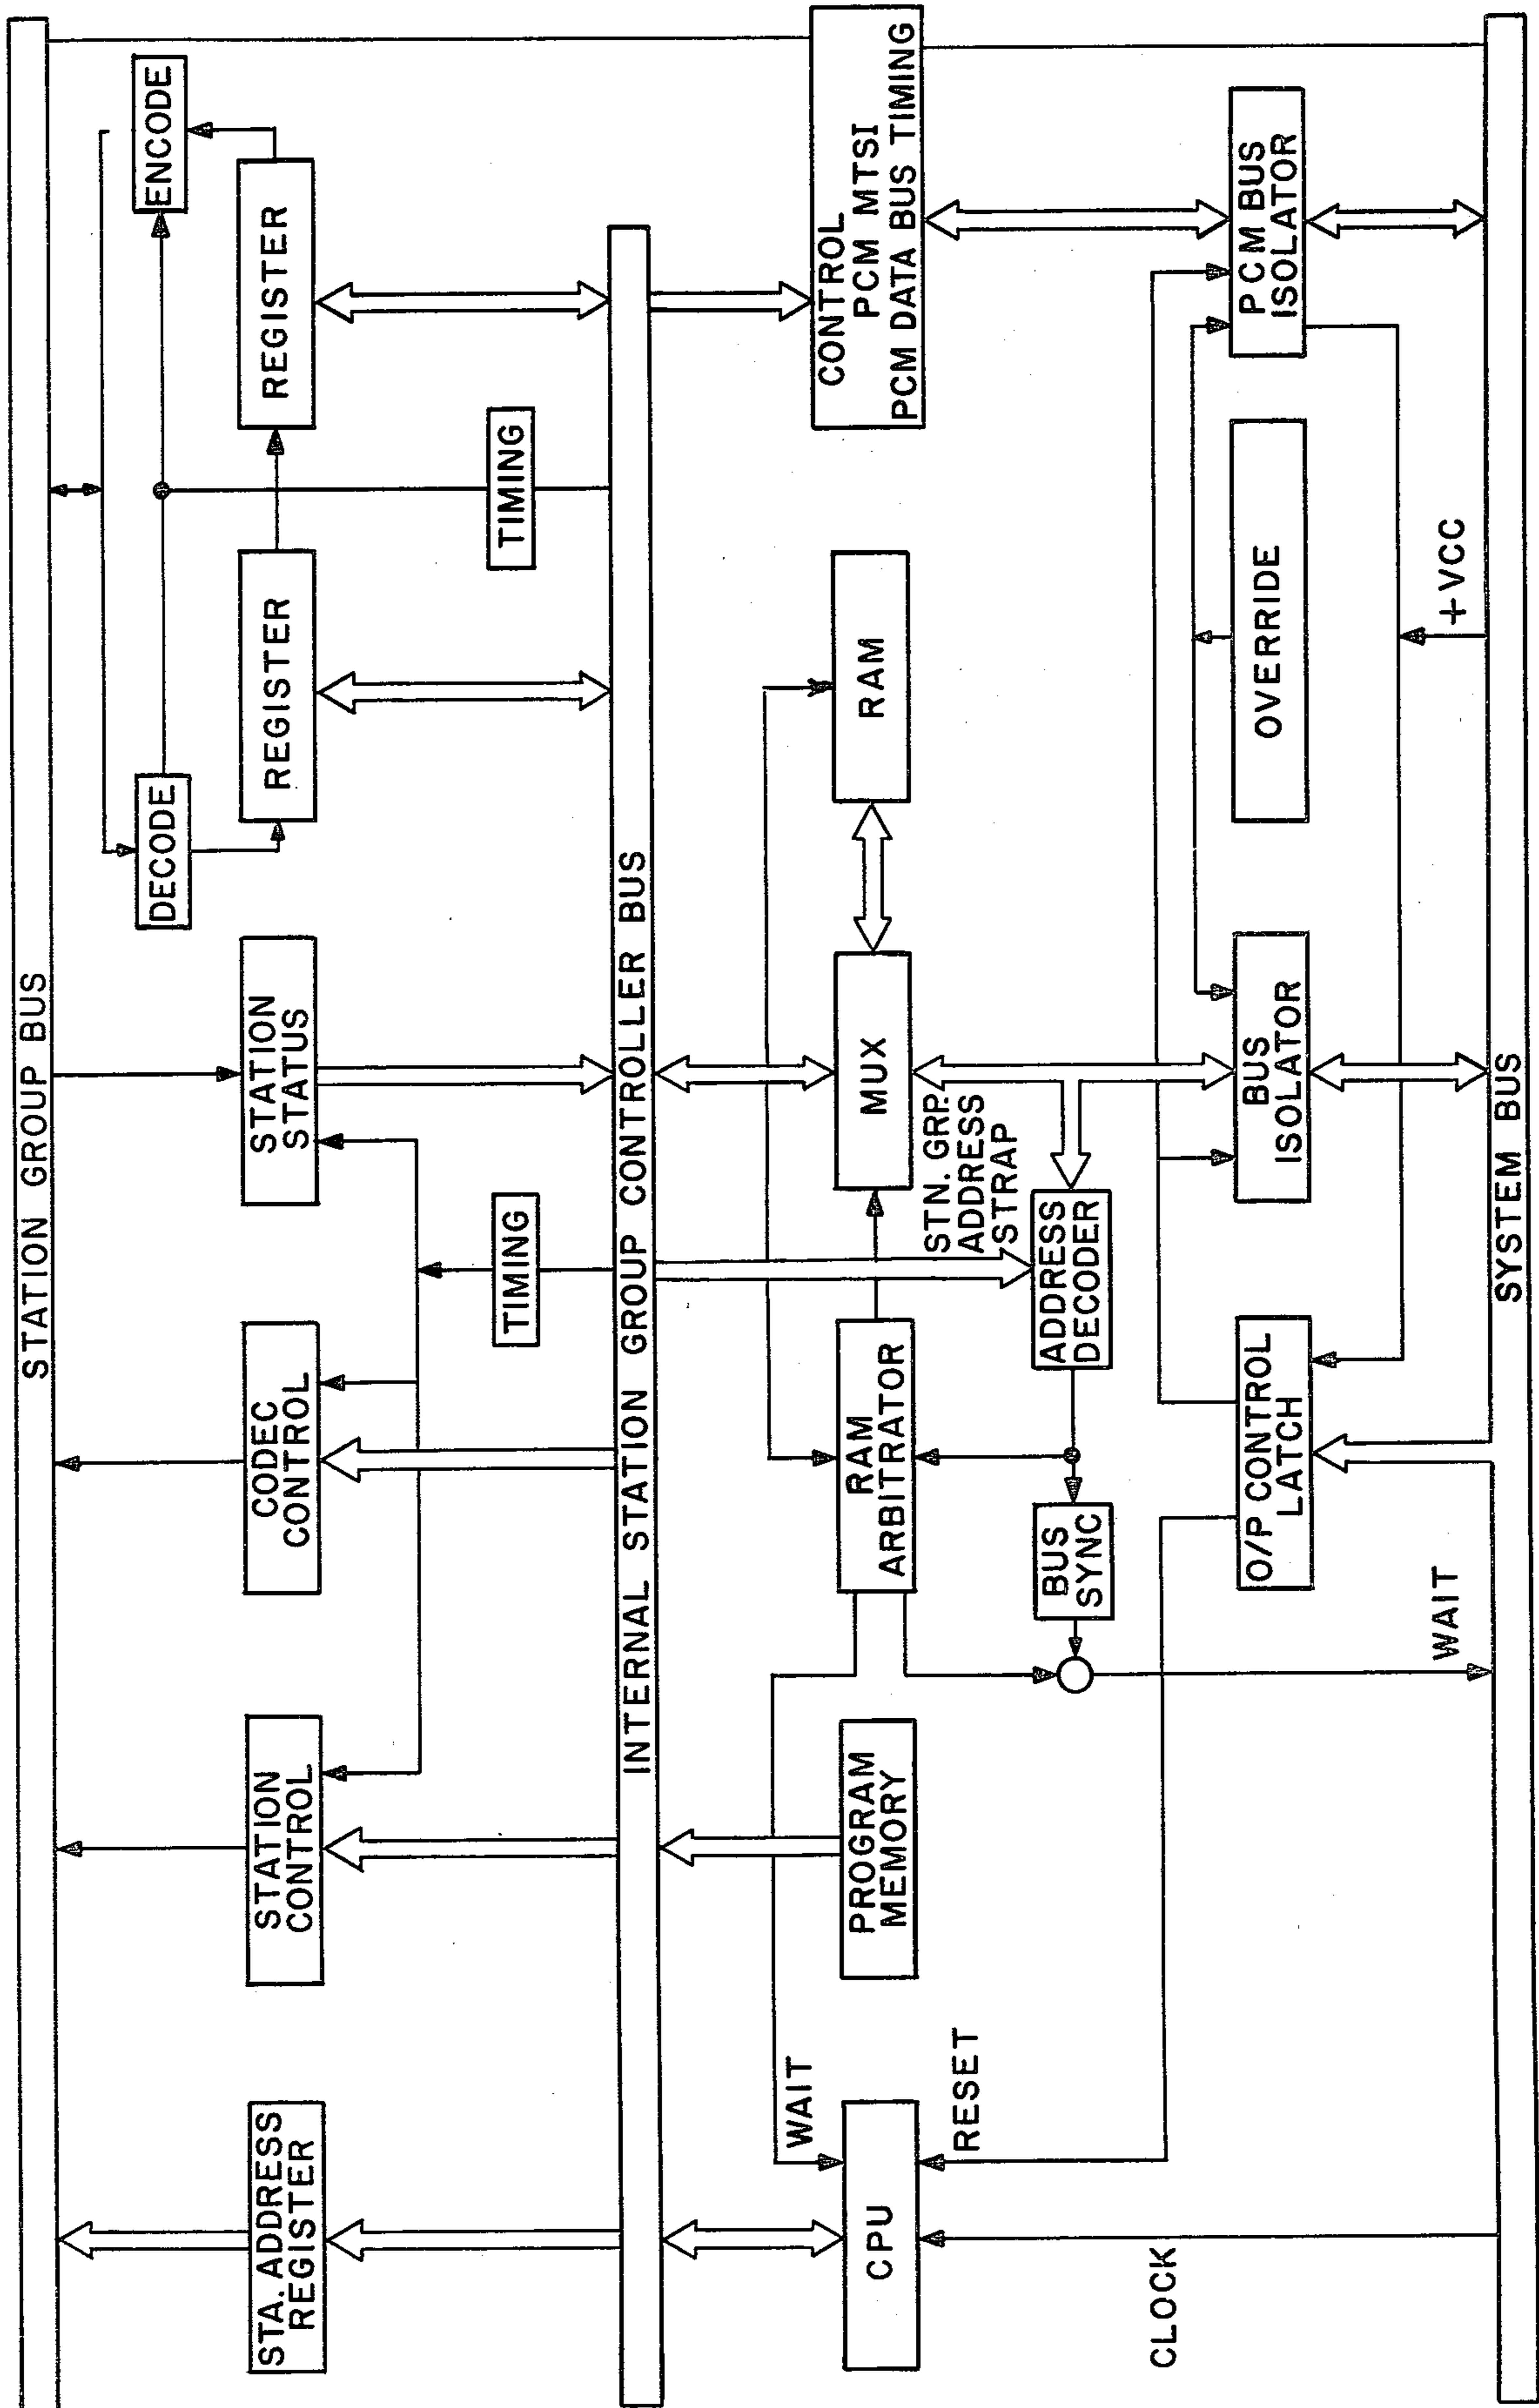 STATION GROUP BUS
STA. ADDRESS
REGISTER
STATION
CONTROL
CODEC
CONTROL
STATION
STATUS
DECODE
ENCODE
REGISTER
REGISTER
TIMING
TIMING
INTERNAL STATION GROUP CONTROLLER BUS
WAIT
CPU
RESET
CLOCK
PROGRAM
MEMORY
RAM
ARBITRATOR
MUX
RAM
CONTROL
PCM MTSI
PCM DATA BUS TIMING
STN. GRP.
ADDRESS
STRAP
BUS
SYNC
ADDRESS
DECODER
O/P CONTROL
LATCH
BUS
ISOLATOR
OVERRIDE
PCM BUS
ISOLATOR
WAIT
+VCC
SYSTEM BUS